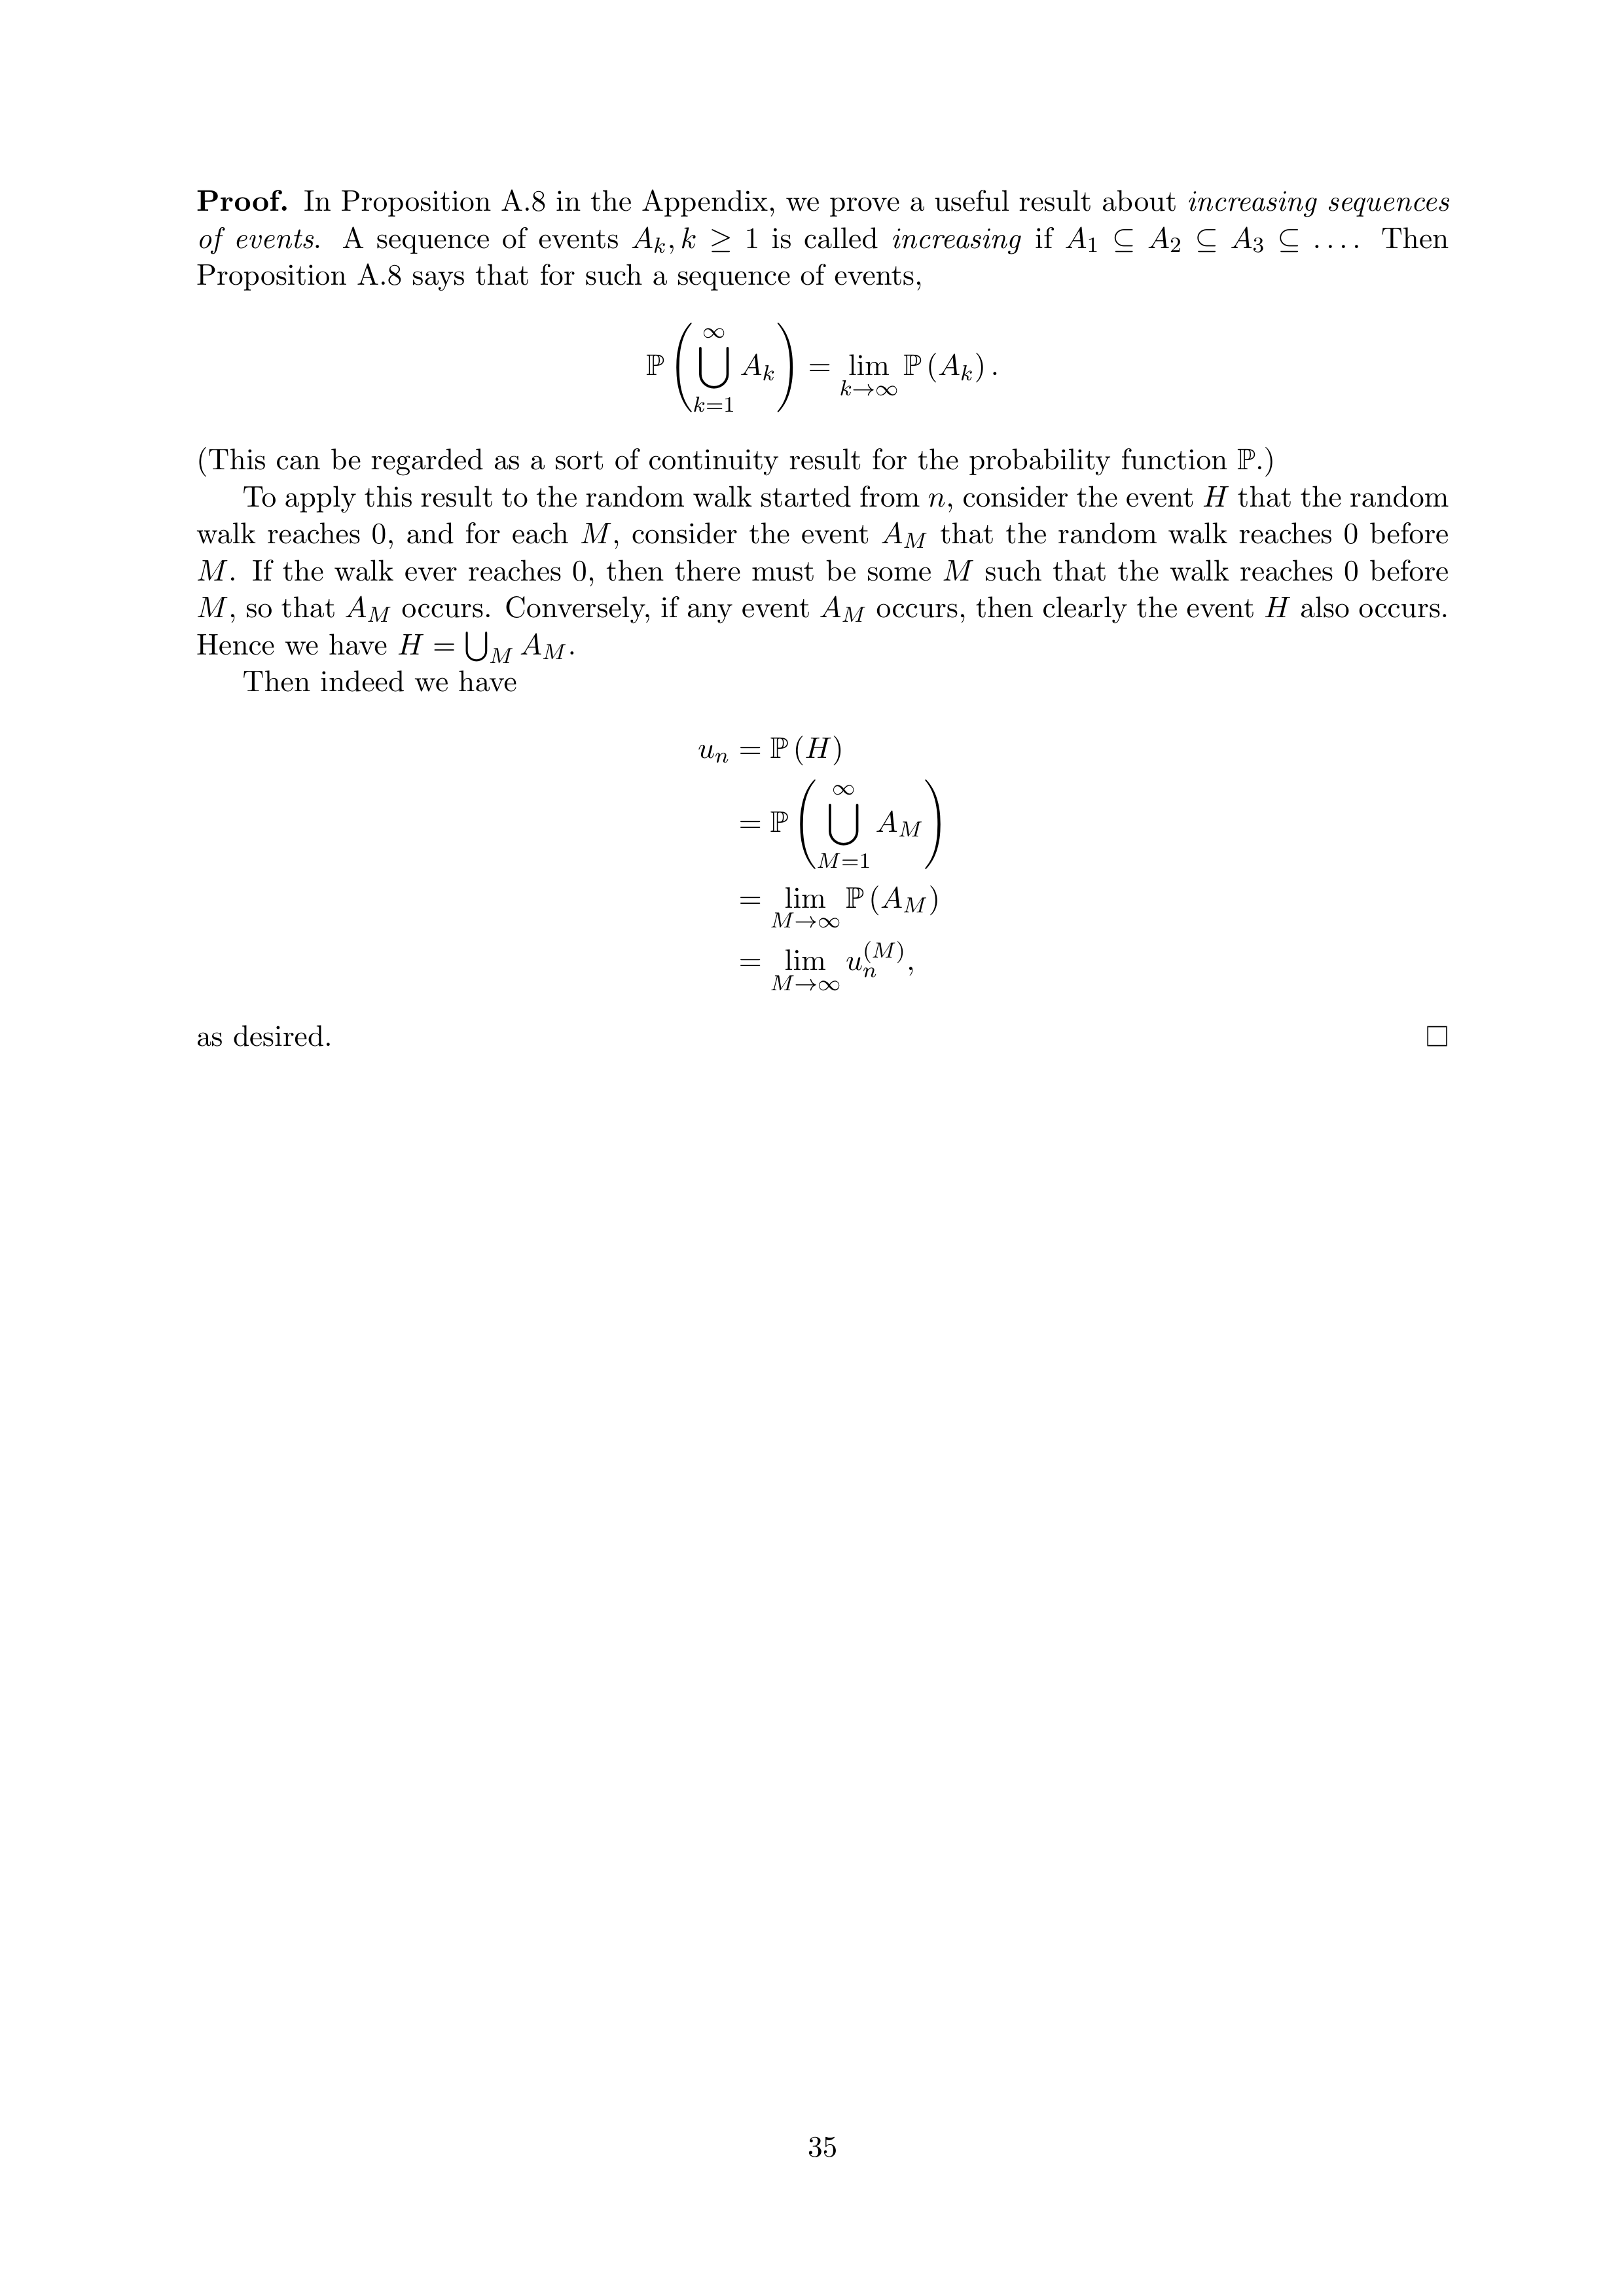 Proof. In Proposition A.8 in the Appendix, we prove a useful result about increasing sequences
of events. A sequence of events $A_k, k \geq 1$ is called increasing if $A_1 \subseteq A_2 \subseteq A_3 \subseteq \ldots$. Then
Proposition A.8 says that for such a sequence of events,
$$\mathbb{P}\left(\bigcup_{k=1}^{\infty} A_k\right) = \lim_{k\to\infty} \mathbb{P}(A_k).$$
(This can be regarded as a sort of continuity result for the probability function $\mathbb{P}$.)
To apply this result to the random walk started from $n$, consider the event $H$ that the random
walk reaches 0, and for each $M$, consider the event $A_M$ that the random walk reaches 0 before
$M$. If the walk ever reaches 0, then there must be some $M$ such that the walk reaches 0 before
$M$, so that $A_M$ occurs. Conversely, if any event $A_M$ occurs, then clearly the event $H$ also occurs.
Hence we have $H = \bigcup_M A_M$.
Then indeed we have
$$u_n = \mathbb{P}(H)$$
$$= \mathbb{P}\left(\bigcup_{M=1}^{\infty} A_M\right)$$
$$= \lim_{M\to\infty} \mathbb{P}(A_M)$$
$$= \lim_{M\to\infty} u_n^{(M)},$$
as desired. □
35